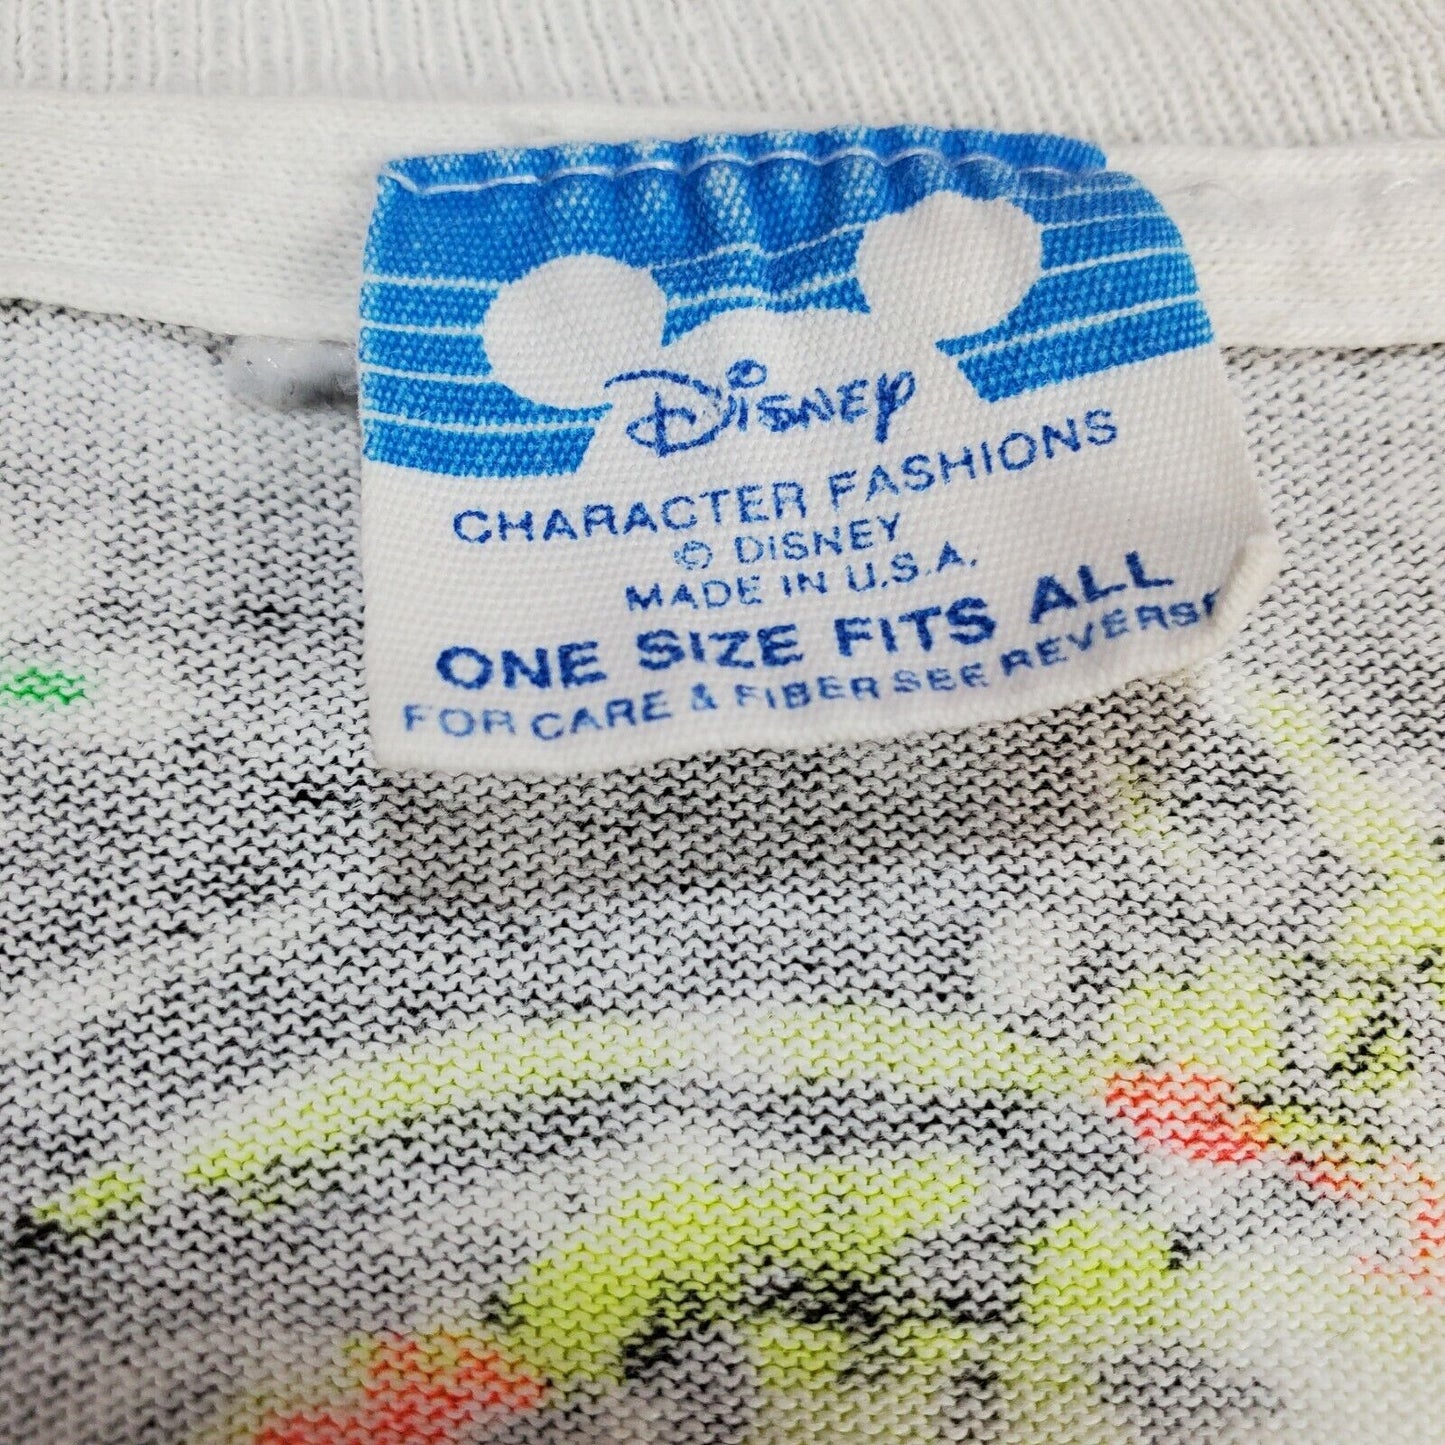 Disney
CHARACTER FASHIONS
© DISNEY
MADE IN U.S.A.
ONE SIZE FITS ALL
FOR CARE & FIBER SEE REVERSE